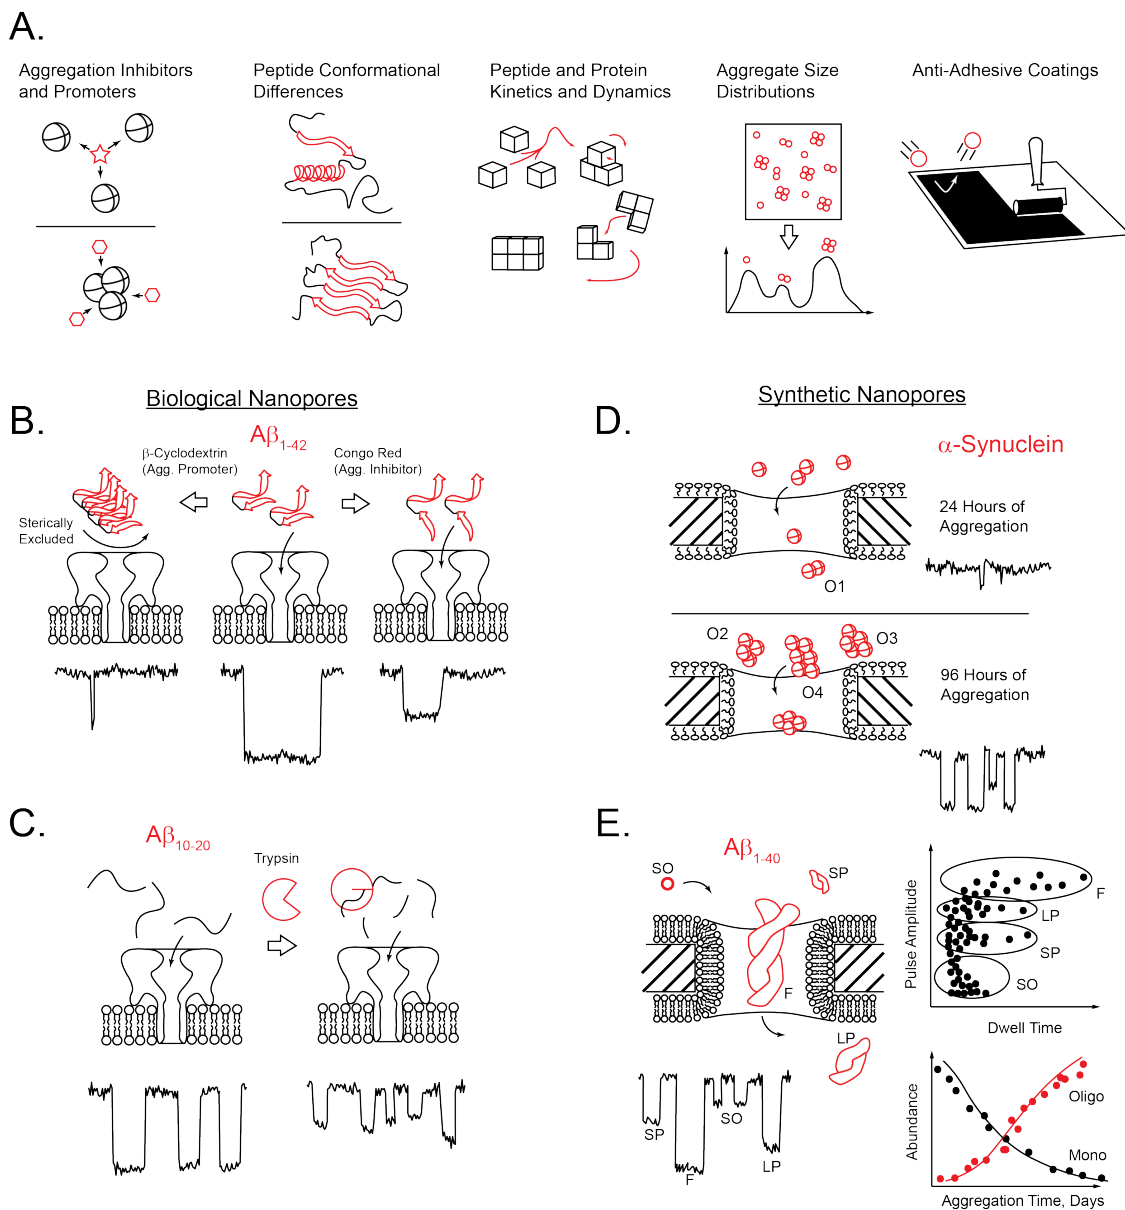 A.
Aggregation Inhibitors
and Promoters
Peptide Conformational
Differences
Peptide and Protein
Kinetics and Dynamics
Aggregate Size
Distributions
Anti-Adhesive Coatings
Biological Nanopores
B.
Aβ1-42
β-Cyclodextrin
(Agg. Promoter)
Congo Red
(Agg. Inhibitor)
Sterically
Excluded
C.
Aβ10-20
Trypsin
Synthetic Nanopores
D.
α-Synuclein
24 Hours of
Aggregation
O1
O2
O3
O4
96 Hours of
Aggregation
E.
Aβ1-40
SO
SP
F
LP
SP
F
SO
LP
Pulse Amplitude
F
LP
SP
SO
Dwell Time
Abundance
Oligo
Mono
Aggregation Time, Days